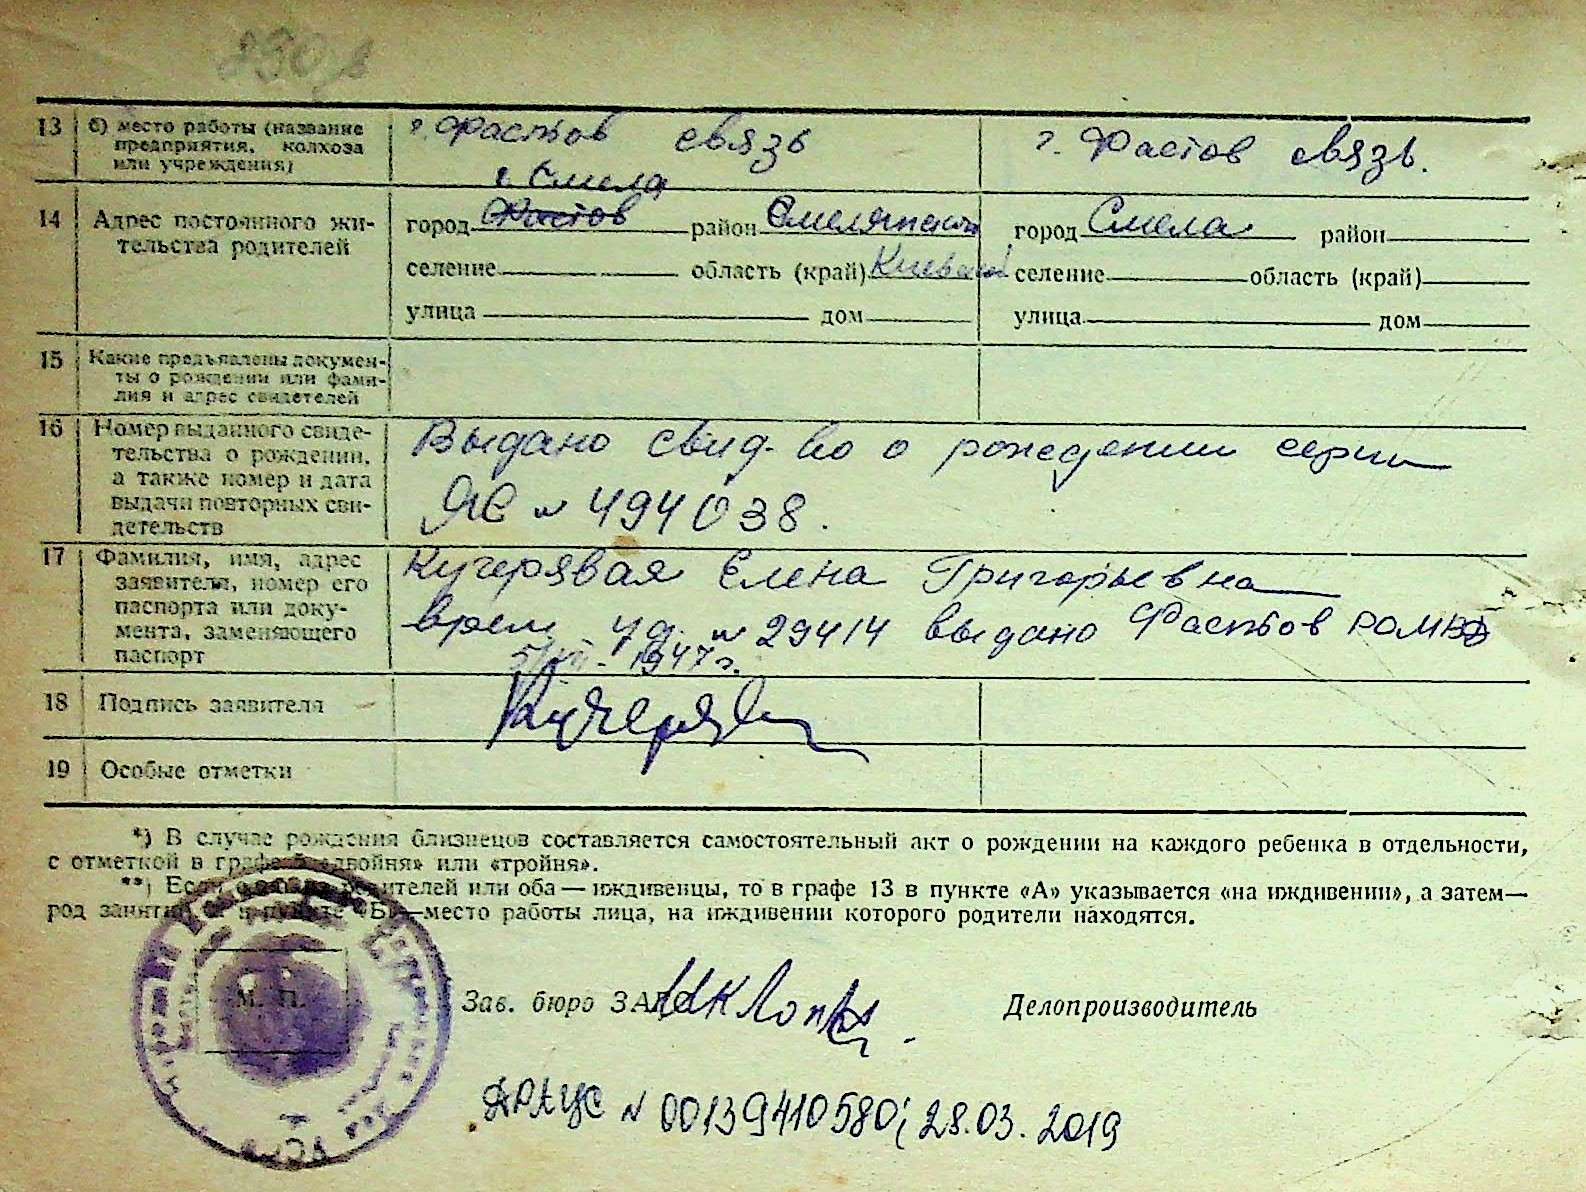 13 б) место работы (название предприятия, колхоза или учреждения)
г. Фастов связь
г. Фастов связь.
14 Адрес постоянного жительства родителей
г. Смела
город Фастов район Смелянский
селение область (край) Киевской
улица дом
город Смела район
селение область (край)
улица дом
15 Какие предъявлены документы о рождении или фамилия и адрес свидетелей
16 Номер выданного свидетельства о рождении, а также номер и дата выдачи повторных свидетельств
Выдано свид-во о рождении серии
ЯЄ № 494038.
17 Фамилия, имя, адрес заявителя, номер его паспорта или документа, заменяющего паспорт
Кучерявая Елена Григорьевна
врем уд. № 29414 выдано Фастов РОМВД
1947 г.
18 Подпись заявителя
Кучеряв
19 Особые отметки
*) В случае рождения близнецов составляется самостоятельный акт о рождении на каждого ребенка в отдельности,
с отметкой в графе 5 «двойня» или «тройня».
**) Если родителей или оба — иждивенцы, то в графе 13 в пункте «А» указывается «на иждивении», а затем—
род занятий и в пункте «Б»—место работы лица, на иждивении которого родители находятся.
М. П.
Зав. бюро ЗАГС
Делопроизводитель
ДРАЦС № 00139410580; 28.03.2019